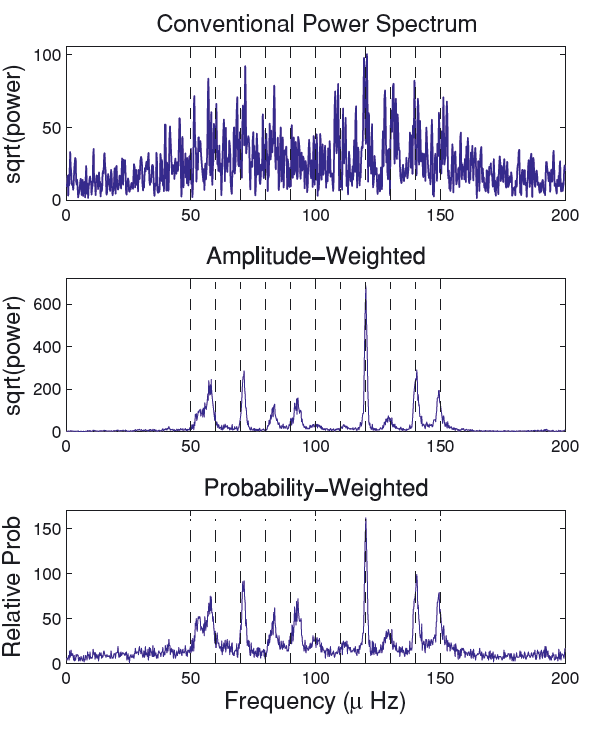 Conventional Power Spectrum
sqrt(power)
100
50
0
0 50 100 150 200
Amplitude–Weighted
sqrt(power)
600
400
200
0
0 50 100 150 200
Probability–Weighted
Relative Prob
150
100
50
0
0 50 100 150 200
Frequency (μ Hz)